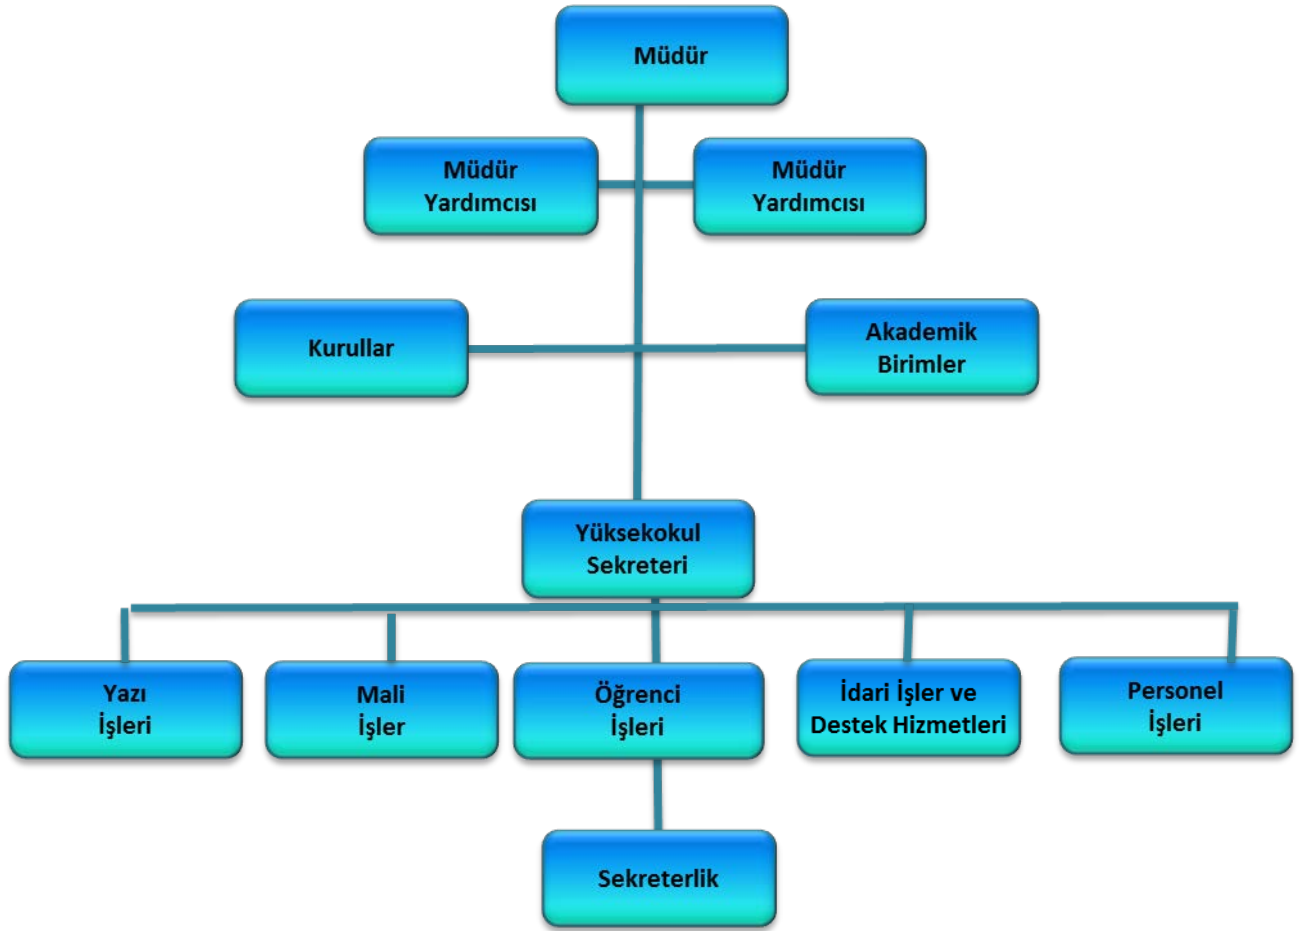 Müdür
Müdür
Yardımcısı
Müdür
Yardımcısı
Kurullar
Akademik
Birimler
Yüksekokul
Sekreteri
Yazı
İşleri
Mali
İşler
Öğrenci
İşleri
İdari İşler ve
Destek Hizmetleri
Personel
İşleri
Sekreterlik